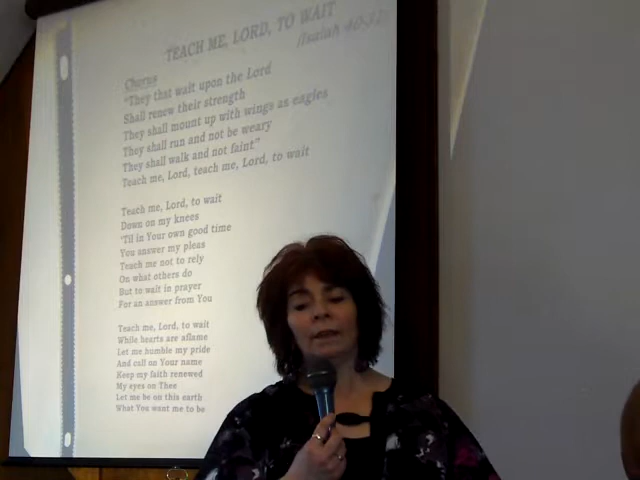 TEACH ME, LORD, TO WAIT
/Isaiah 40:31/
Chorus
"They that wait upon the Lord
Shall renew their strength
They shall mount up with wings as eagles
They shall run and not be weary
They shall walk and not faint"
Teach me, Lord, teach me, Lord, to wait
Teach me, Lord, to wait
Down on my knees
'Til in Your own good time
You answer my pleas
Teach me not to rely
On what others do
But to wait in prayer
For an answer from You
Teach me, Lord, to wait
While hearts are aflame
Let me humble my pride
And call on Your name
Keep my faith renewed
My eyes on Thee
Let me be on this earth
What You want me to be